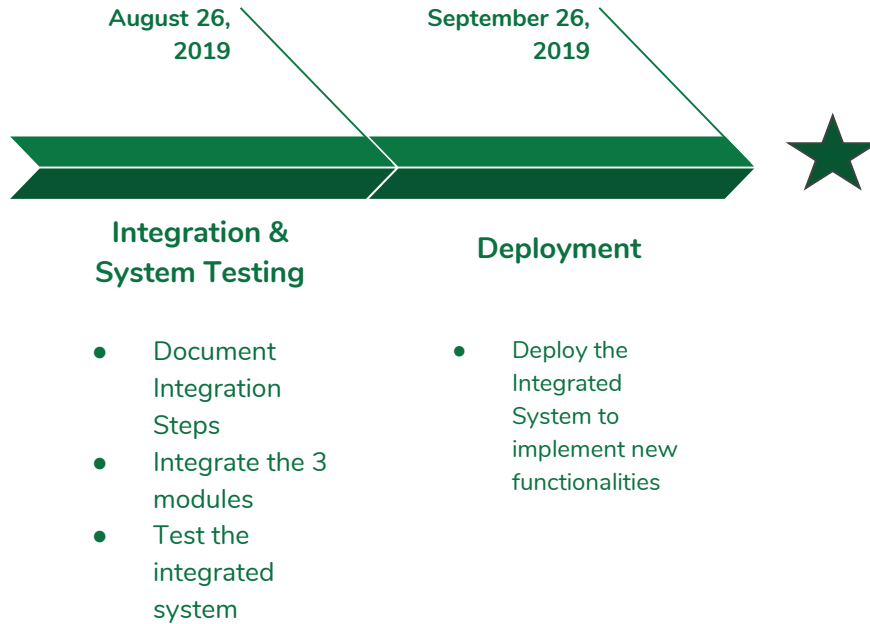 August 26,
2019
September 26,
2019
Integration &
System Testing
Deployment
● Document
Integration
Steps
● Integrate the 3
modules
● Test the
integrated
system
● Deploy the
Integrated
System to
implement new
functionalities